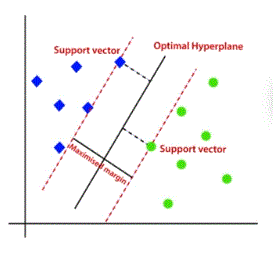 Support vector
Optimal Hyperplane
Support vector
Maximised margin